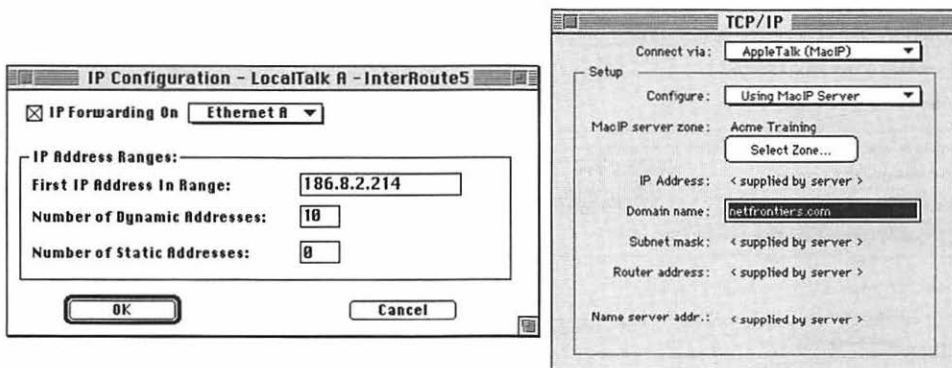 IP Configuration - LocalTalk A - InterRoute5
IP Forwarding On Ethernet A
IP Address Ranges:
First IP Address In Range: 186.8.2.214
Number of Dynamic Addresses: 10
Number of Static Addresses: 0
OK Cancel
TCP/IP
Connect via: AppleTalk (MacIP)
Setup
Configure: Using MacIP Server
MacIP server zone: Acme Training
Select Zone...
IP Address: < supplied by server >
Domain name: netfrontiers.com
Subnet mask: < supplied by server >
Router address: < supplied by server >
Name server addr.: < supplied by server >